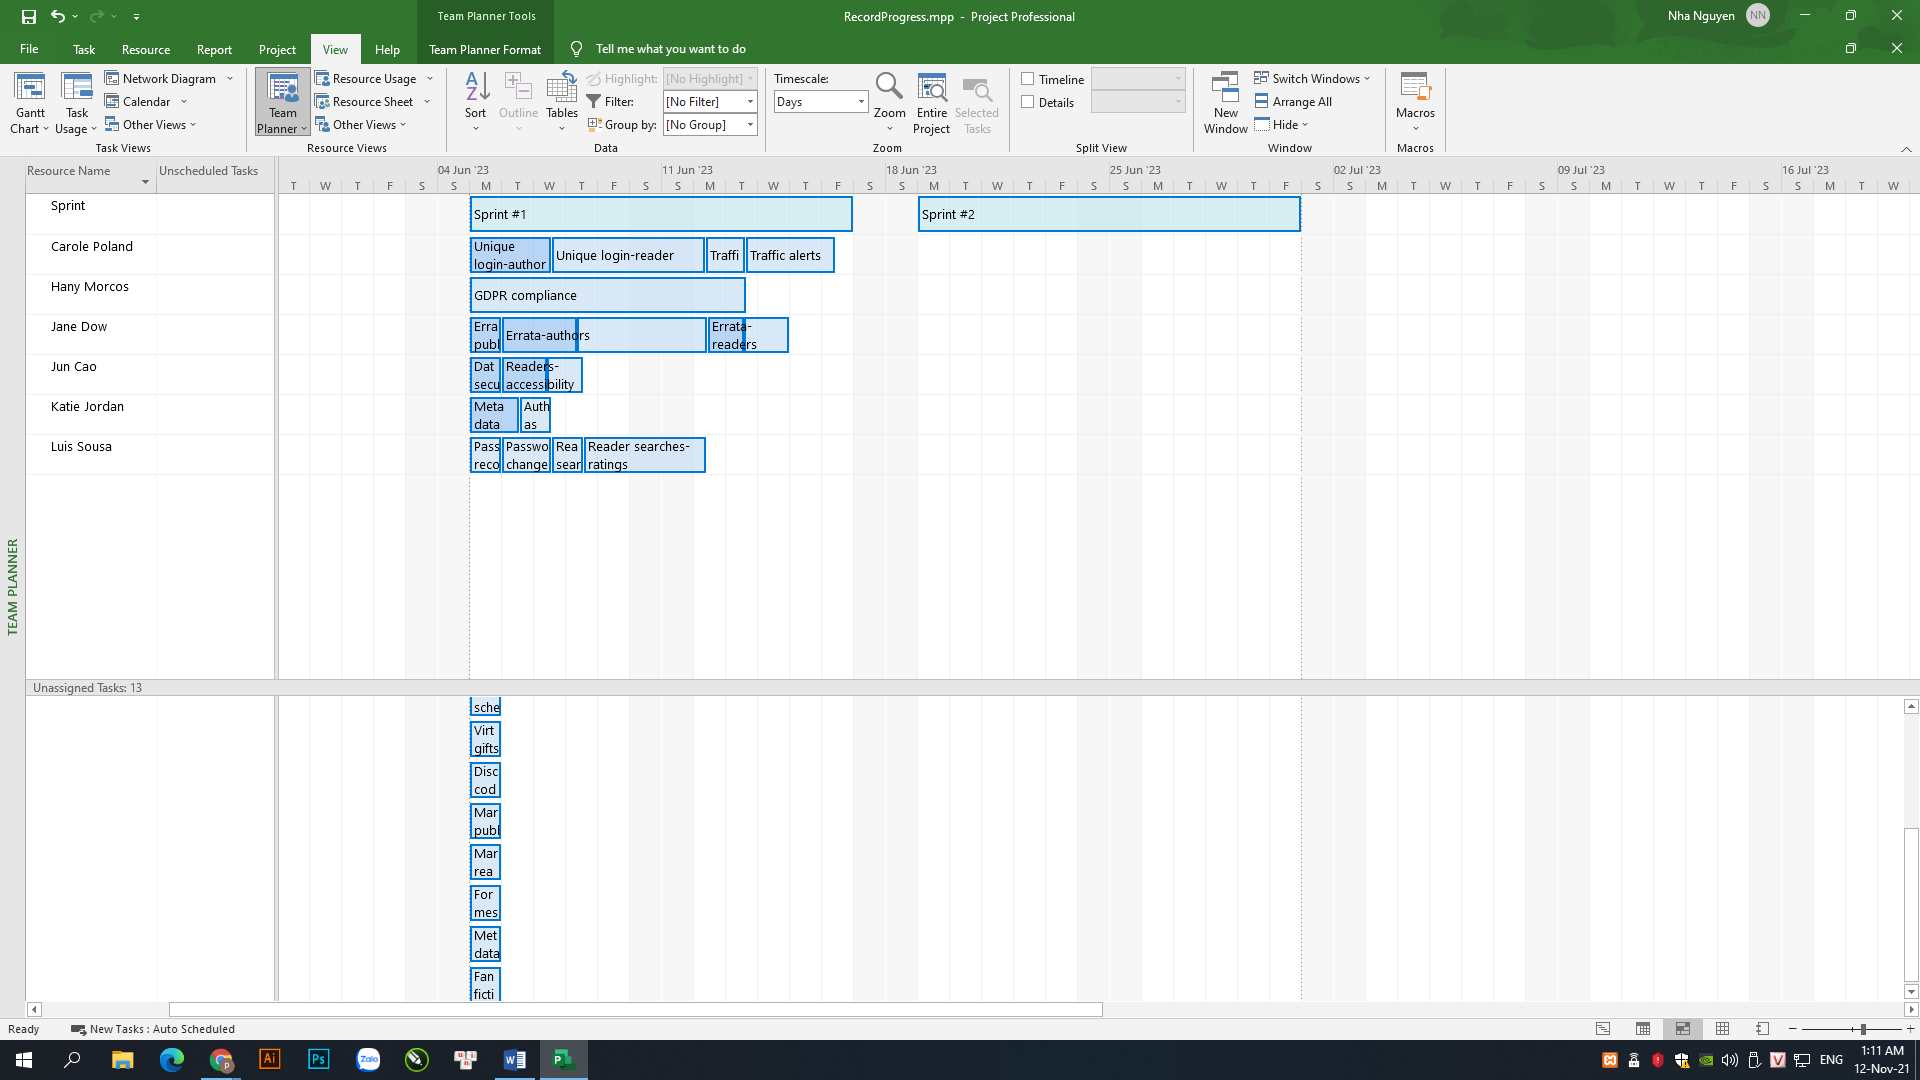 Team Planner Tools
RecordProgress.mpp - Project Professional
Nha Nguyen NN
File Task Resource Report Project View Help Team Planner Format Tell me what you want to do
Gantt Chart
Task Usage
Network Diagram
Calendar
Other Views
Task Views
Team Planner
Resource Usage
Resource Sheet
Other Views
Resource Views
Sort
Outline
Tables
Highlight: [No Highlight]
Filter: [No Filter]
Group by: [No Group]
Data
Timescale:
Days
Zoom
Entire Project
Selected Tasks
Zoom
Timeline
Details
Split View
New Window
Switch Windows
Arrange All
Hide
Window
Macros
Macros
Resource Name Unscheduled Tasks
04 Jun '23 11 Jun '23 18 Jun '23 25 Jun '23 02 Jul '23 09 Jul '23 16 Jul '23
T W T F S S M T W T F S S M T W T F S S M T W T F S S M T W T F S S M T W T F S S M T W T F S S M T W
Sprint Sprint #1 Sprint #2
Carole Poland Unique login-author Unique login-reader Traffi Traffic alerts
Hany Morcos GDPR compliance
Jane Dow Erra publ Errata-authors Errata-readers
Jun Cao Dat secu Readers-accessibility
Katie Jordan Meta data Auth as
Luis Sousa Pass reco Passwo change Rea sear Reader searches-ratings
TEAM PLANNER
Unassigned Tasks: 13
sche
Virt gifts
Disc cod
Mar publ
Mar rea
For mes
Met data
Fan ficti
Ready New Tasks : Auto Scheduled
Ai Ps Zalo W P
ENG
1:11 AM
12-Nov-21